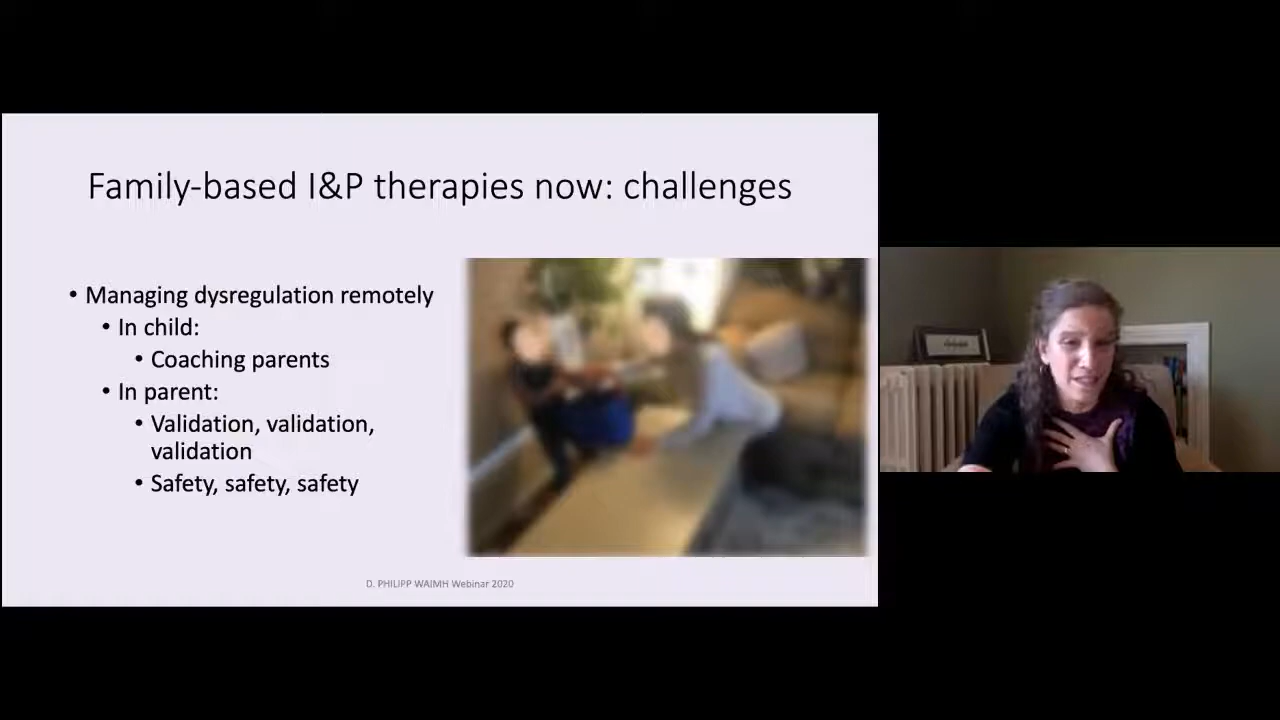 Family-based I&P therapies now: challenges
• Managing dysregulation remotely
• In child:
• Coaching parents
• In parent:
• Validation, validation,
validation
• Safety, safety, safety
D. PHILIPP WAIMH Webinar 2020